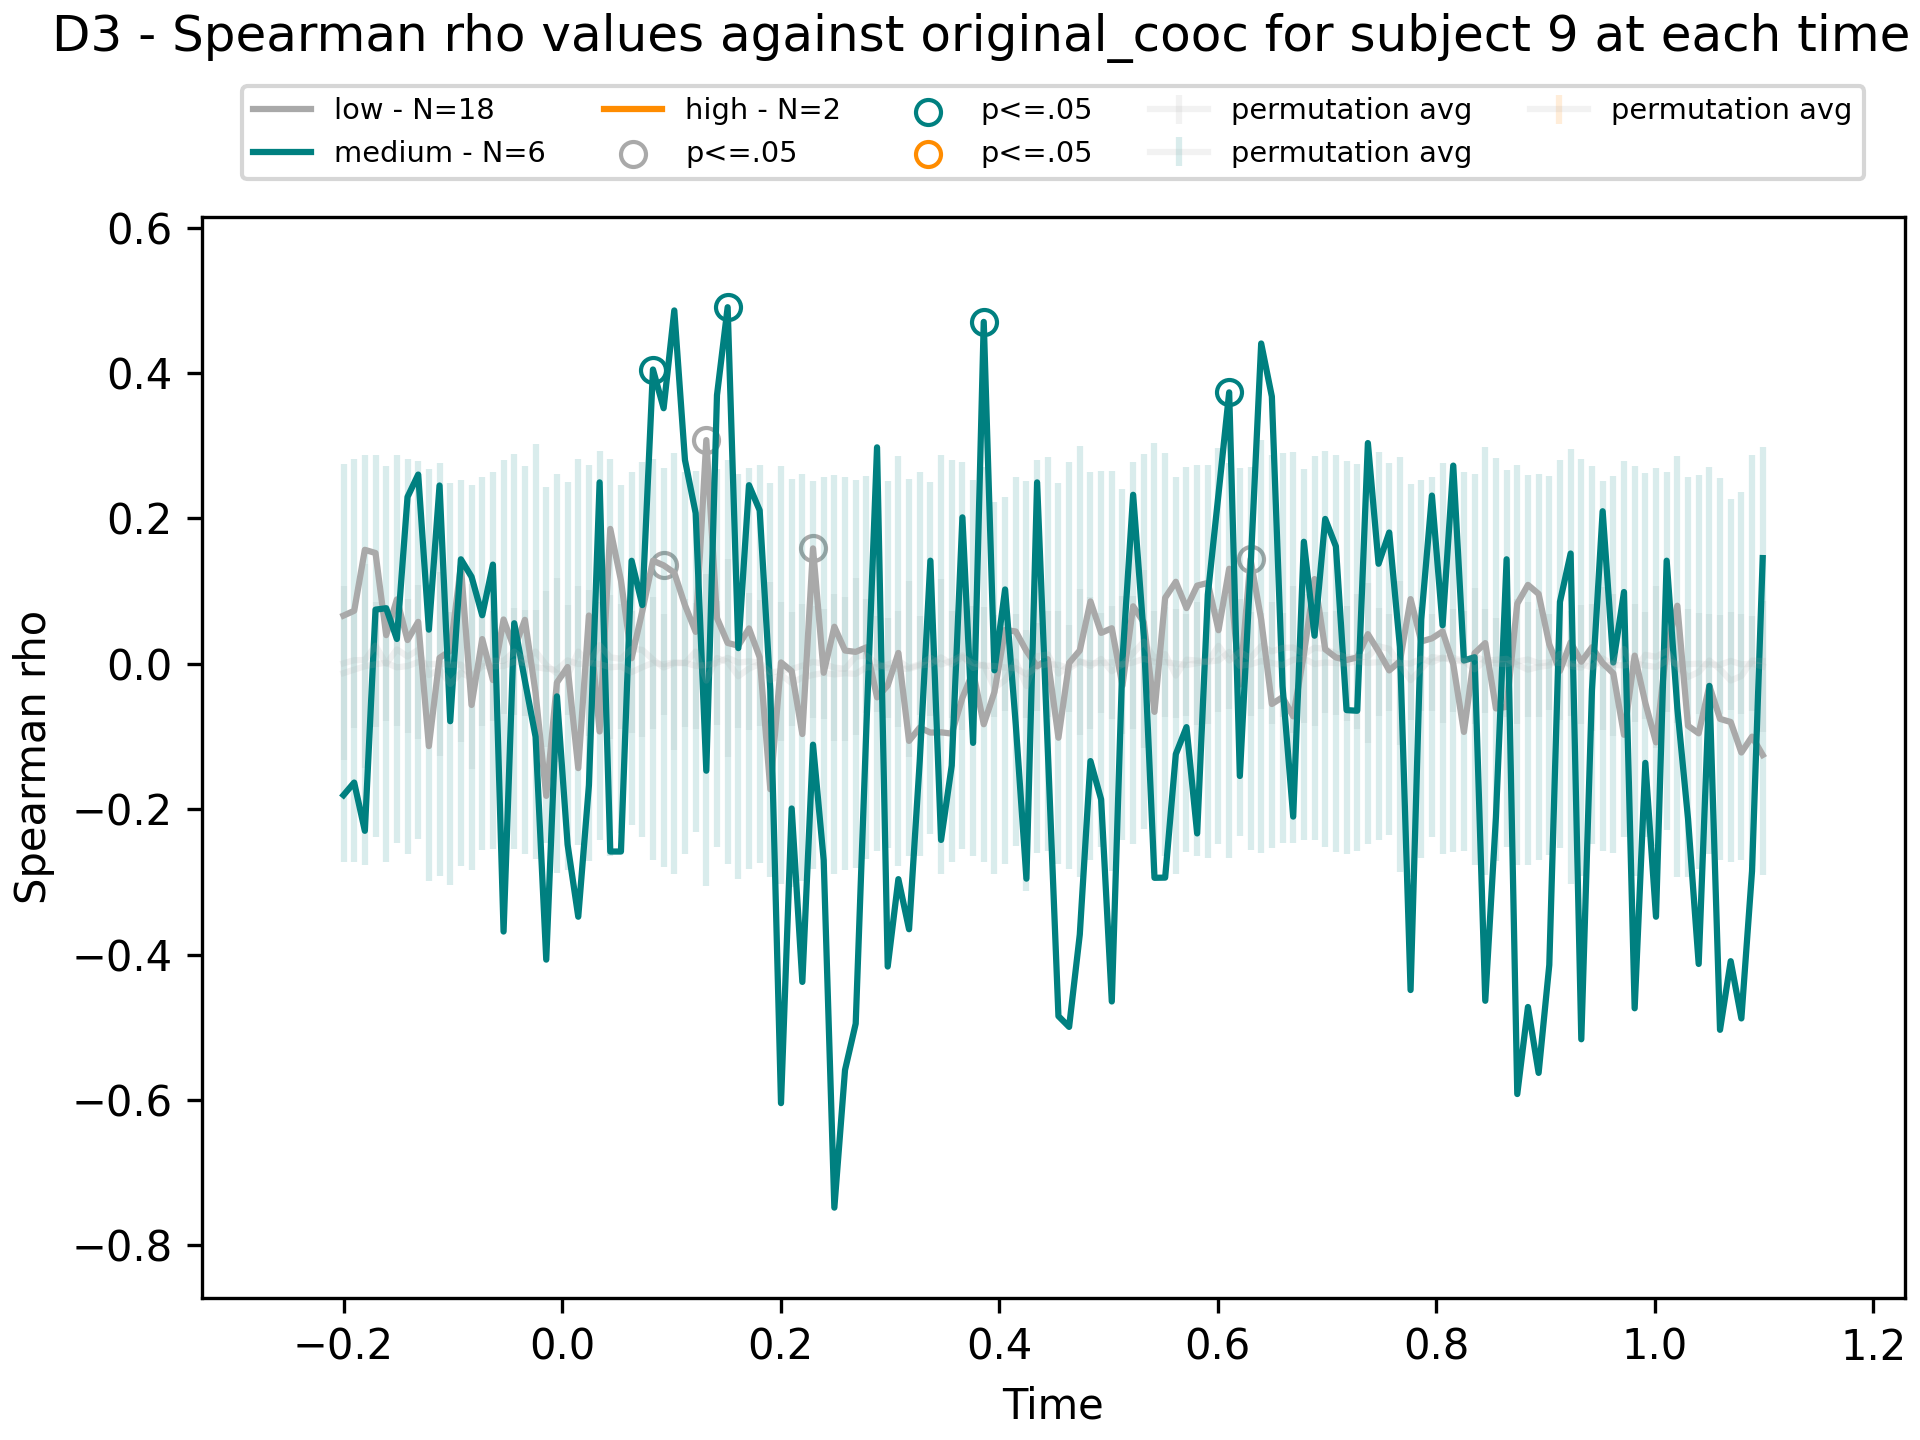 D3 - Spearman rho values against original_cooc for subject 9 at each time
low - N=18
medium - N=6
high - N=2
p<=.05
p<=.05
p<=.05
permutation avg
permutation avg
permutation avg
Spearman rho
0.6
0.4
0.2
0.0
−0.2
−0.4
−0.6
−0.8
−0.2
0.0
0.2
0.4
0.6
0.8
1.0
1.2
Time